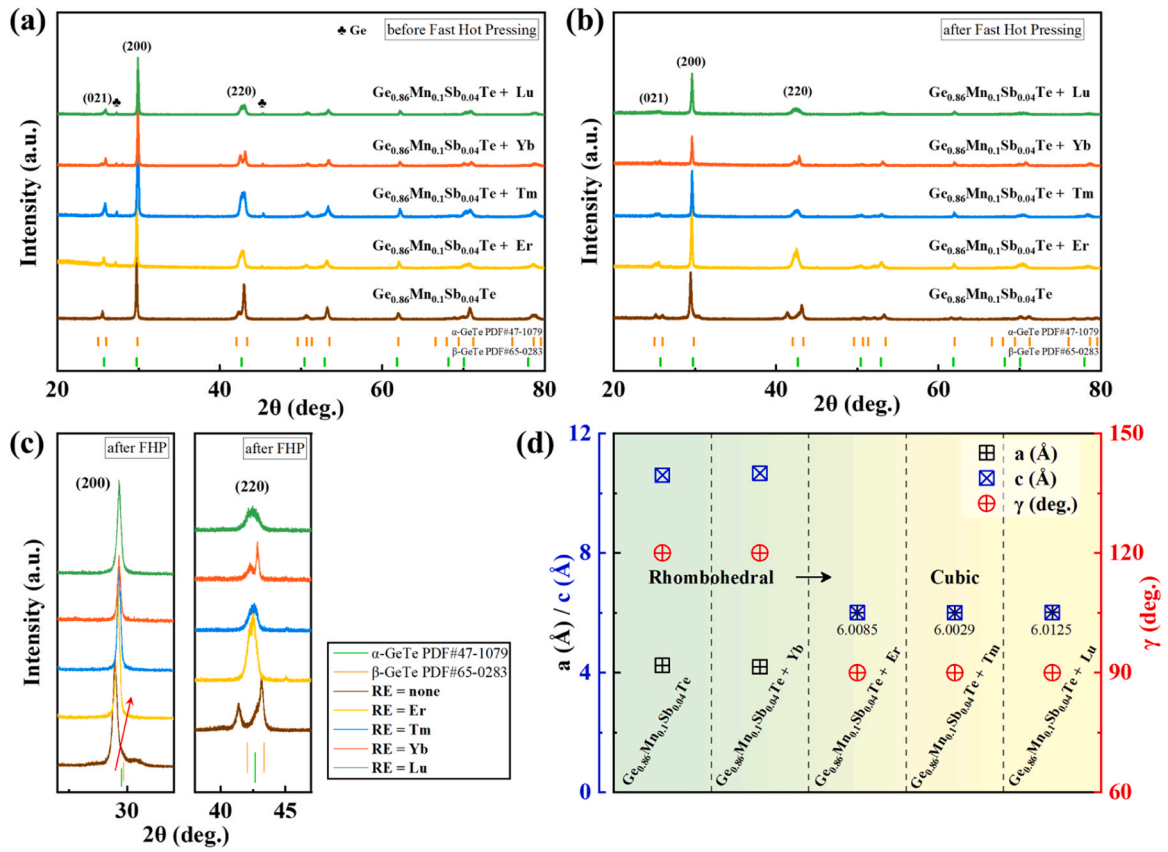 (a)
♣ Ge
before Fast Hot Pressing
(200)
(021)
♣
(220)
♣
Ge0.86Mn0.1Sb0.04Te + Lu
Ge0.86Mn0.1Sb0.04Te + Yb
Ge0.86Mn0.1Sb0.04Te + Tm
Ge0.86Mn0.1Sb0.04Te + Er
Ge0.86Mn0.1Sb0.04Te
α-GeTe PDF#47-1079
β-GeTe PDF#65-0283
Intensity (a.u.)
20 40 60 80
2θ (deg.)
(b)
after Fast Hot Pressing
(200)
(021)
(220)
Ge0.86Mn0.1Sb0.04Te + Lu
Ge0.86Mn0.1Sb0.04Te + Yb
Ge0.86Mn0.1Sb0.04Te + Tm
Ge0.86Mn0.1Sb0.04Te + Er
Ge0.86Mn0.1Sb0.04Te
α-GeTe PDF#47-1079
β-GeTe PDF#65-0283
Intensity (a.u.)
20 40 60 80
2θ (deg.)
(c)
after FHP
after FHP
(200)
(220)
Intensity (a.u.)
30 40 45
2θ (deg.)
α-GeTe PDF#47-1079
β-GeTe PDF#65-0283
RE = none
RE = Er
RE = Tm
RE = Yb
RE = Lu
(d)
a (Å)
c (Å)
γ (deg.)
12
8
4
0
a (Å) / c (Å)
150
120
90
60
γ (deg.)
Rhombohedral → Cubic
6.0085
6.0029
6.0125
Ge0.86Mn0.1Sb0.04Te
Ge0.86Mn0.1Sb0.04Te + Yb
Ge0.86Mn0.1Sb0.04Te + Er
Ge0.86Mn0.1Sb0.04Te + Tm
Ge0.86Mn0.1Sb0.04Te + Lu